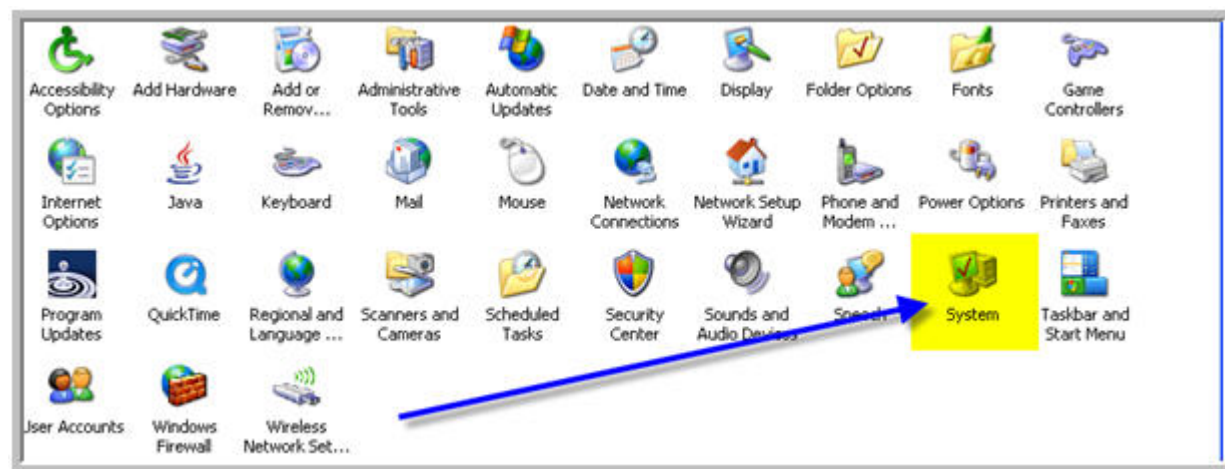 Accessibility Options
Add Hardware
Add or Remov...
Administrative Tools
Automatic Updates
Date and Time
Display
Folder Options
Fonts
Game Controllers
Internet Options
Java
Keyboard
Mail
Mouse
Network Connections
Network Setup Wizard
Phone and Modem ...
Power Options
Printers and Faxes
Program Updates
QuickTime
Regional and Language ...
Scanners and Cameras
Scheduled Tasks
Security Center
Sounds and Audio Devices
Speech
System
Taskbar and Start Menu
User Accounts
Windows Firewall
Wireless Network Set...